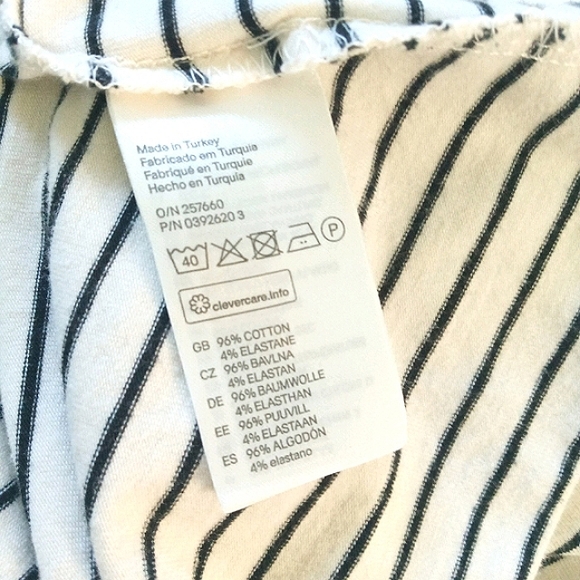 Made in Turkey
Fabricado em Turquia
Fabriqué en Turquie
Hecho en Turquía
O/N 257660
P/N 0392620 3
40 P
clevercare.info
GB 96% COTTON
4% ELASTANE
CZ 96% BAVLNA
4% ELASTAN
DE 96% BAUMWOLLE
4% ELASTHAN
EE 96% PUUVILL
4% ELASTAAN
ES 96% ALGODÓN
4% elastano